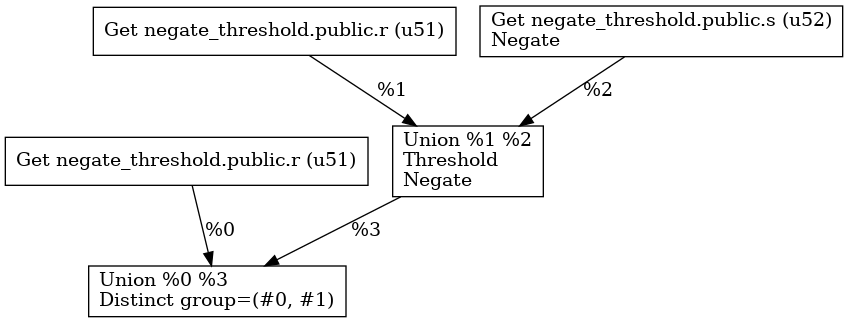 Get negate_threshold.public.r (u51)
Get negate_threshold.public.s (u52)
Negate
%1
%2
Union %1 %2
Threshold
Negate
Get negate_threshold.public.r (u51)
%0
%3
Union %0 %3
Distinct group=(#0, #1)